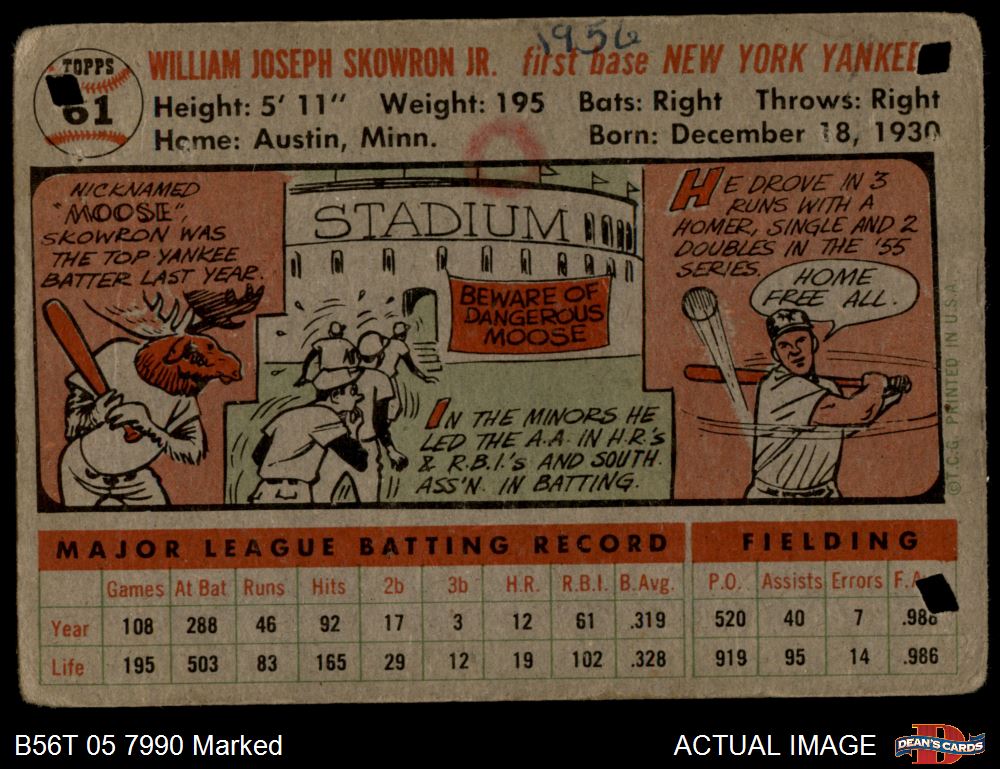 1956
TOPPS
61
WILLIAM JOSEPH SKOWRON JR. first base NEW YORK YANKEE
Height: 5' 11" Weight: 195 Bats: Right Throws: Right
Home: Austin, Minn. Born: December 18, 1930
NICKNAMED
"MOOSE",
SKOWRON WAS
THE TOP YANKEE
BATTER LAST YEAR.
STADIUM
BEWARE OF
DANGEROUS
MOOSE
IN THE MINORS HE
LED THE A.A. IN H.R.'s
& R.B.I.'s AND SOUTH.
ASS'N. IN BATTING.
HE DROVE IN 3
RUNS WITH A
HOMER, SINGLE AND 2
DOUBLES IN THE '55
SERIES.
HOME
FREE ALL.
© T.C.G. PRINTED IN U.S.A.
MAJOR LEAGUE BATTING RECORD FIELDING
Games At Bat Runs Hits 2b 3b H.R. R.B.I. B.Avg. P.O. Assists Errors F.A
Year 108 288 46 92 17 3 12 61 .319 520 40 7 .988
Life 195 503 83 165 29 12 19 102 .328 919 95 14 .986
B56T 05 7990 Marked
ACTUAL IMAGE
DEAN'S CARDS